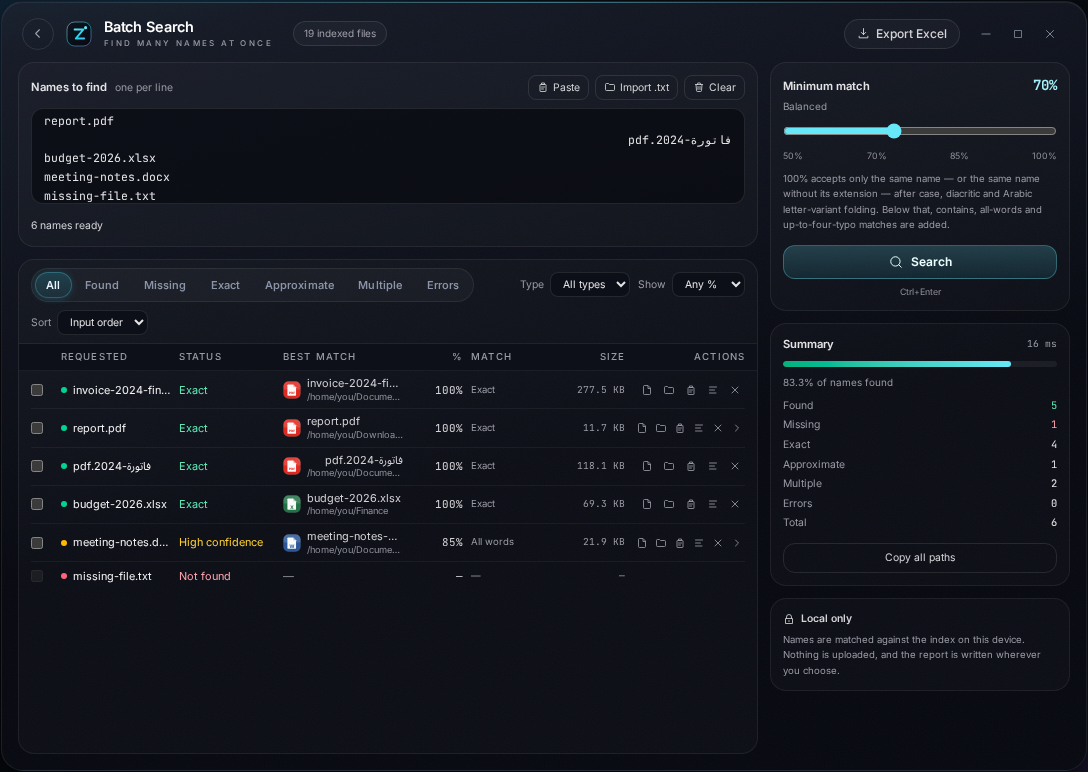 Batch Search
FIND MANY NAMES AT ONCE
19 indexed files
Export Excel
Names to find one per line
Paste
Import .txt
Clear
report.pdf
فاتورة-2024.pdf
budget-2026.xlsx
meeting-notes.docx
missing-file.txt
6 names ready
Minimum match 70%
Balanced
50% 70% 85% 100%
100% accepts only the same name — or the same name
without its extension — after case, diacritic and Arabic
letter-variant folding. Below that, contains, all-words and
up-to-four-typo matches are added.
Search
Ctrl+Enter
All Found Missing Exact Approximate Multiple Errors
Type All types Show Any %
Sort Input order
REQUESTED STATUS BEST MATCH % MATCH SIZE ACTIONS
invoice-2024-fin... Exact invoice-2024-fi... 100% Exact 277.5 KB
/home/you/Docume...
report.pdf Exact report.pdf 100% Exact 11.7 KB
/home/you/Downloa...
فاتورة-2024.pdf Exact فاتورة-2024.pdf 100% Exact 118.1 KB
/home/you/Docume...
budget-2026.xlsx Exact budget-2026.xlsx 100% Exact 69.3 KB
/home/you/Finance
meeting-notes.d... High confidence meeting-notes-... 85% All words 21.9 KB
/home/you/Docume...
missing-file.txt Not found — — — —
Summary 16 ms
83.3% of names found
Found 5
Missing 1
Exact 4
Approximate 1
Multiple 2
Errors 0
Total 6
Copy all paths
Local only
Names are matched against the index on this device.
Nothing is uploaded, and the report is written wherever
you choose.